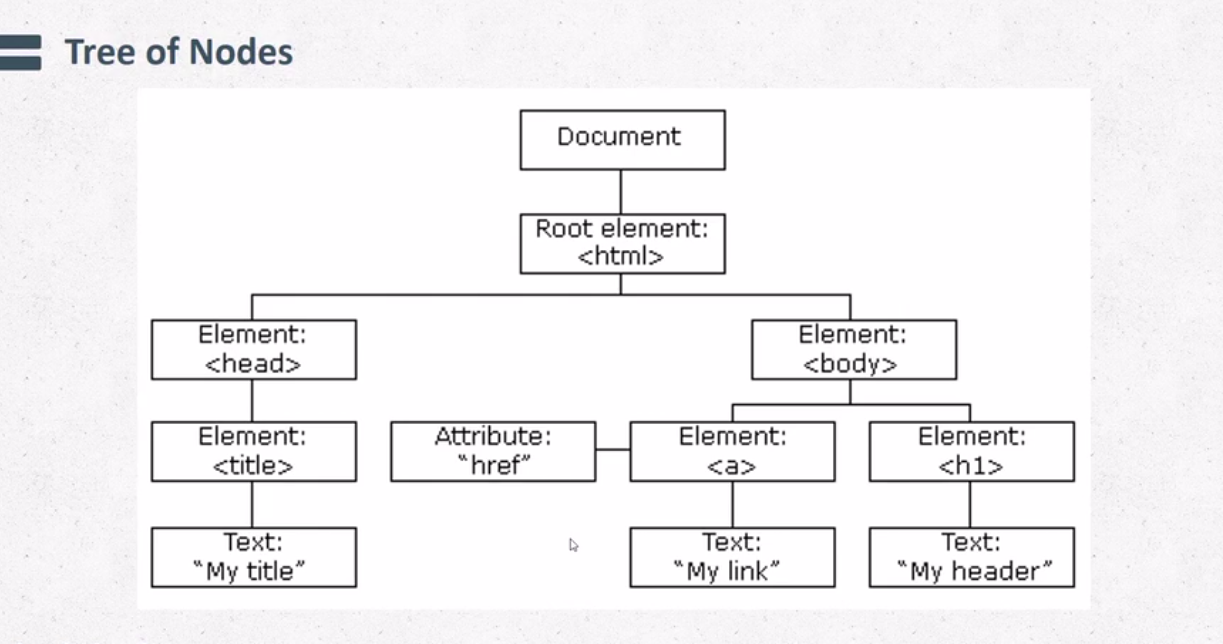 Tree of Nodes
Document
Root element:
<html>
Element:
<head>
Element:
<body>
Element:
<title>
Attribute:
“href”
Element:
<a>
Element:
<h1>
Text:
“My title”
Text:
“My link”
Text:
“My header”